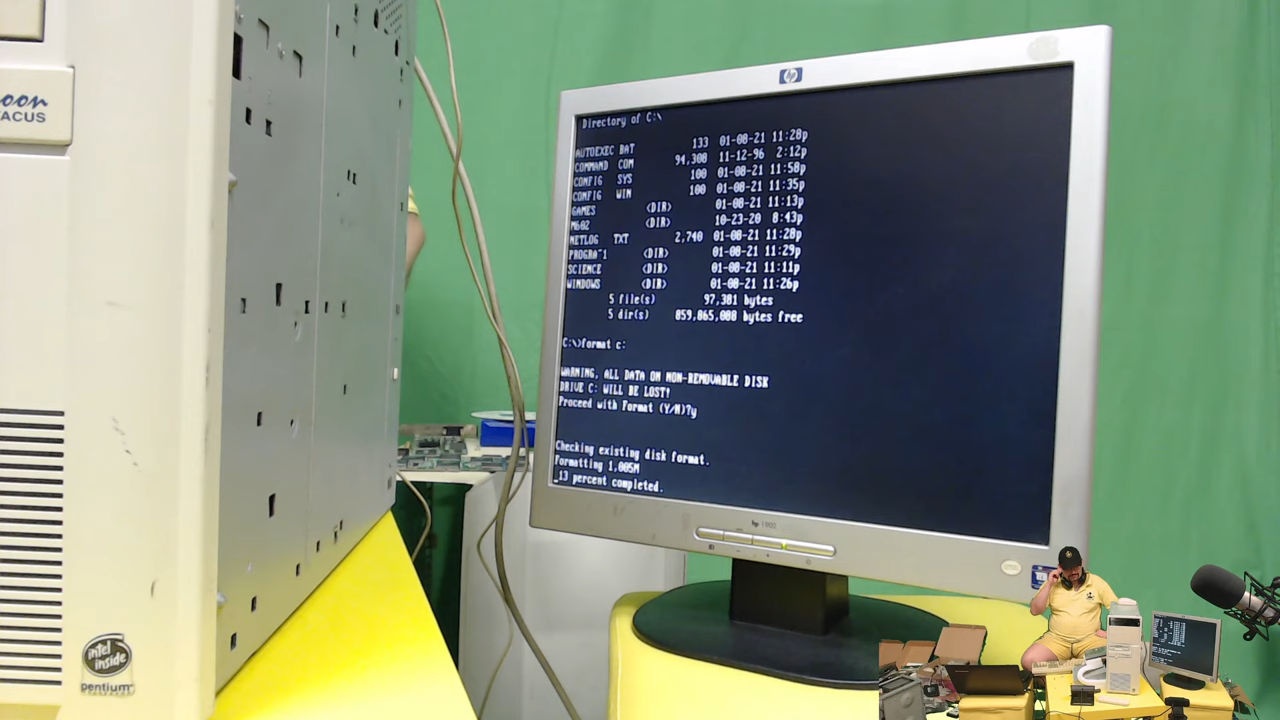 oon
TACUS
intel
inside
pentium
hp
Directory of C:\
AUTOEXEC BAT 133 01-08-21 11:28p
COMMAND COM 94,308 11-12-96 2:12p
CONFIG SYS 100 01-08-21 11:58p
CONFIG WIN 100 01-08-21 11:35p
GAMES <DIR> 01-08-21 11:13p
M602 <DIR> 10-23-20 8:43p
NETLOG TXT 2,740 01-08-21 11:28p
PROGRA~1 <DIR> 01-08-21 11:29p
SCIENCE <DIR> 01-08-21 11:11p
WINDOWS <DIR> 01-08-21 11:26p
5 file(s) 97,381 bytes
5 dir(s) 859,865,088 bytes free
C:\>format c:
WARNING, ALL DATA ON NON-REMOVABLE DISK
DRIVE C: WILL BE LOST!
Proceed with Format (Y/N)?y
Checking existing disk format.
Formatting 1,005M
13 percent completed.